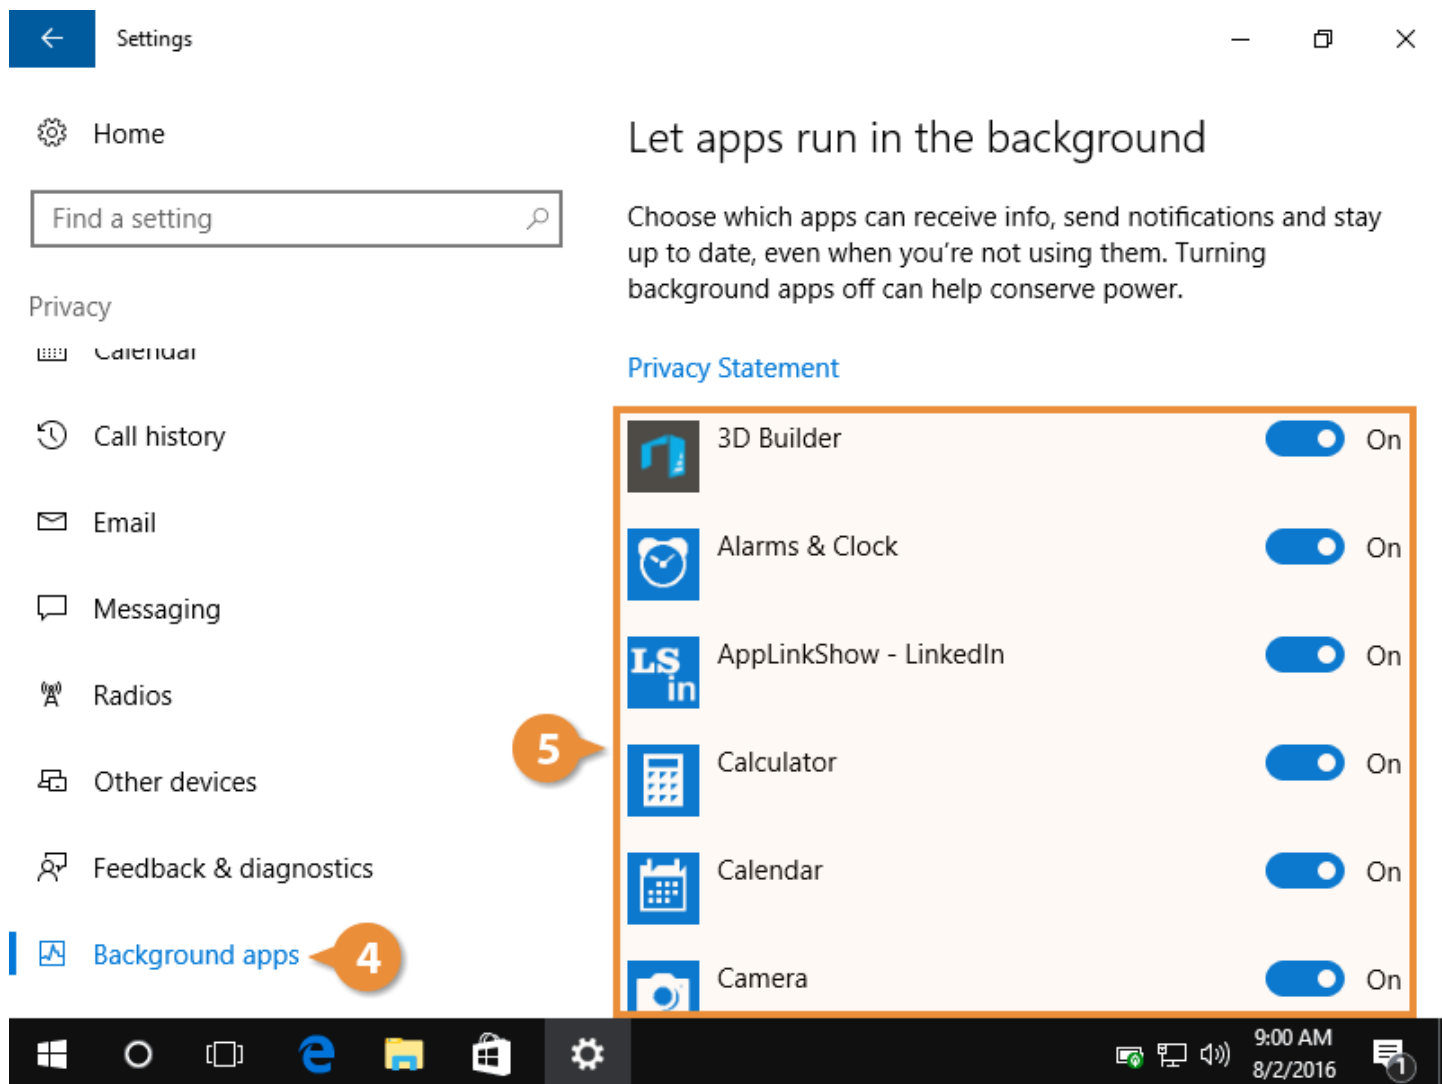 Settings
Home
Find a setting
Privacy
Calendar
Call history
Email
Messaging
Radios
Other devices
Feedback & diagnostics
Background apps
4
Let apps run in the background
Choose which apps can receive info, send notifications and stay
up to date, even when you're not using them. Turning
background apps off can help conserve power.
Privacy Statement
5
3D Builder On
Alarms & Clock On
LS
in
AppLinkShow - LinkedIn On
Calculator On
Calendar On
Camera On
9:00 AM
8/2/2016
1